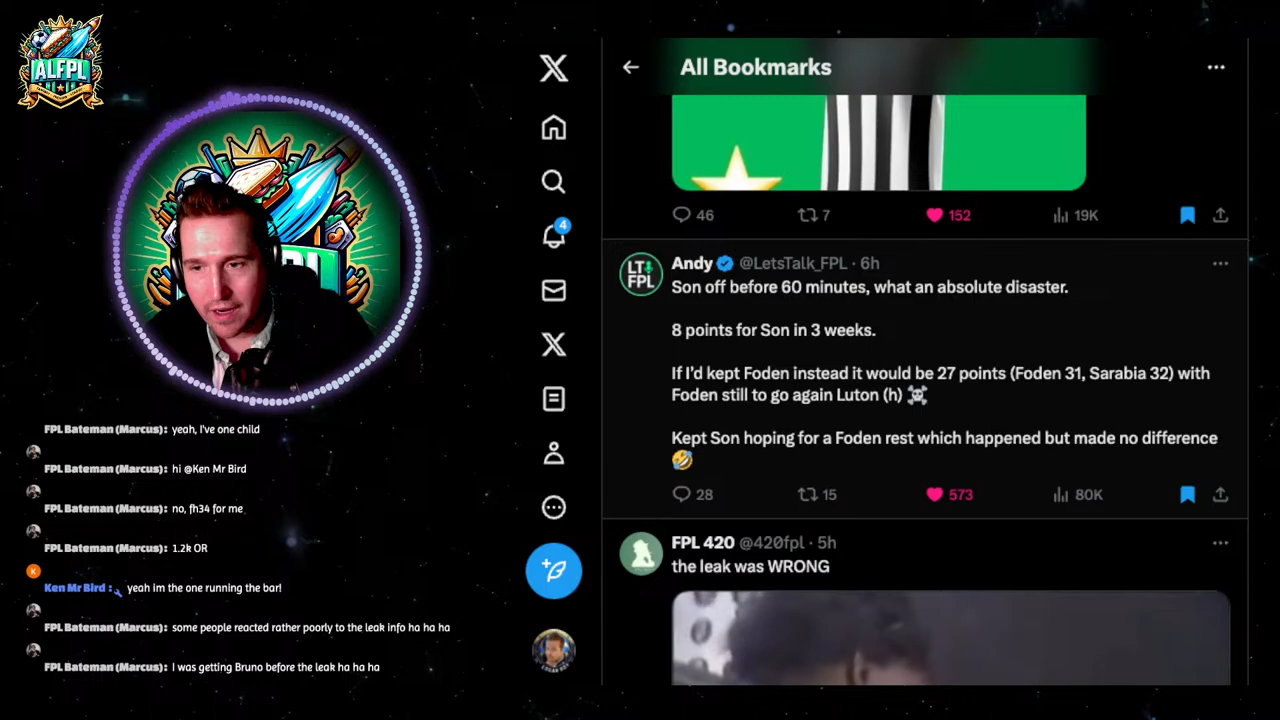 ALFPL
FPL Bateman (Marcus): yeah, I've one child
FPL Bateman (Marcus): hi @Ken Mr Bird
FPL Bateman (Marcus): no, fh34 for me
FPL Bateman (Marcus): 1.2k OR
K
Ken Mr Bird : yeah im the one running the bar!
FPL Bateman (Marcus): some people reacted rather poorly to the leak info ha ha ha
FPL Bateman (Marcus): I was getting Bruno before the leak ha ha ha
4
All Bookmarks
46 7 152 19K
LT
FPL
Andy @LetsTalk_FPL · 6h
Son off before 60 minutes, what an absolute disaster.
8 points for Son in 3 weeks.
If I'd kept Foden instead it would be 27 points (Foden 31, Sarabia 32) with
Foden still to go again Luton (h) ☠️
Kept Son hoping for a Foden rest which happened but made no difference
🤣
28 15 573 80K
FPL 420 @420fpl · 5h
the leak was WRONG